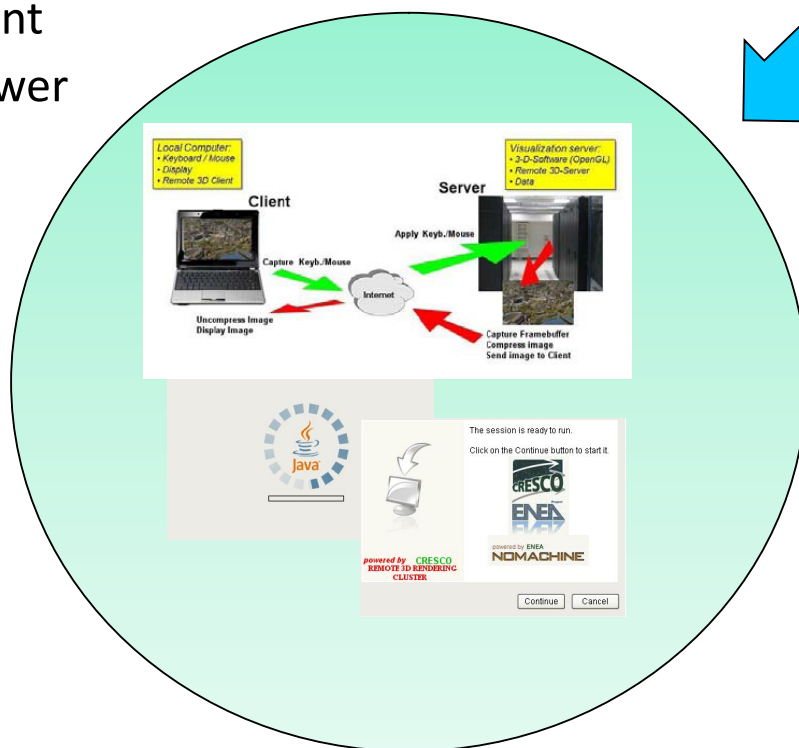 nt
wer
Local Computer:
• Keyboard / Mouse
• Display
• Remote 3D Client
Visualization server:
• 3-D-Software (OpenGL)
• Remote 3D-Server
• Data
Client
Server
Apply Keyb./Mouse
Capture Keyb./Mouse
Internet
Uncompress Image
Display Image
Capture Framebuffer
Compress image
Send image to Client
Java
The session is ready to run.
Click on the Continue button to start it.
CRESCO
Project
ENEA
powered by ENEA
NOMACHINE
powered by CRESCO
REMOTE 3D RENDERING
CLUSTER
Continue
Cancel